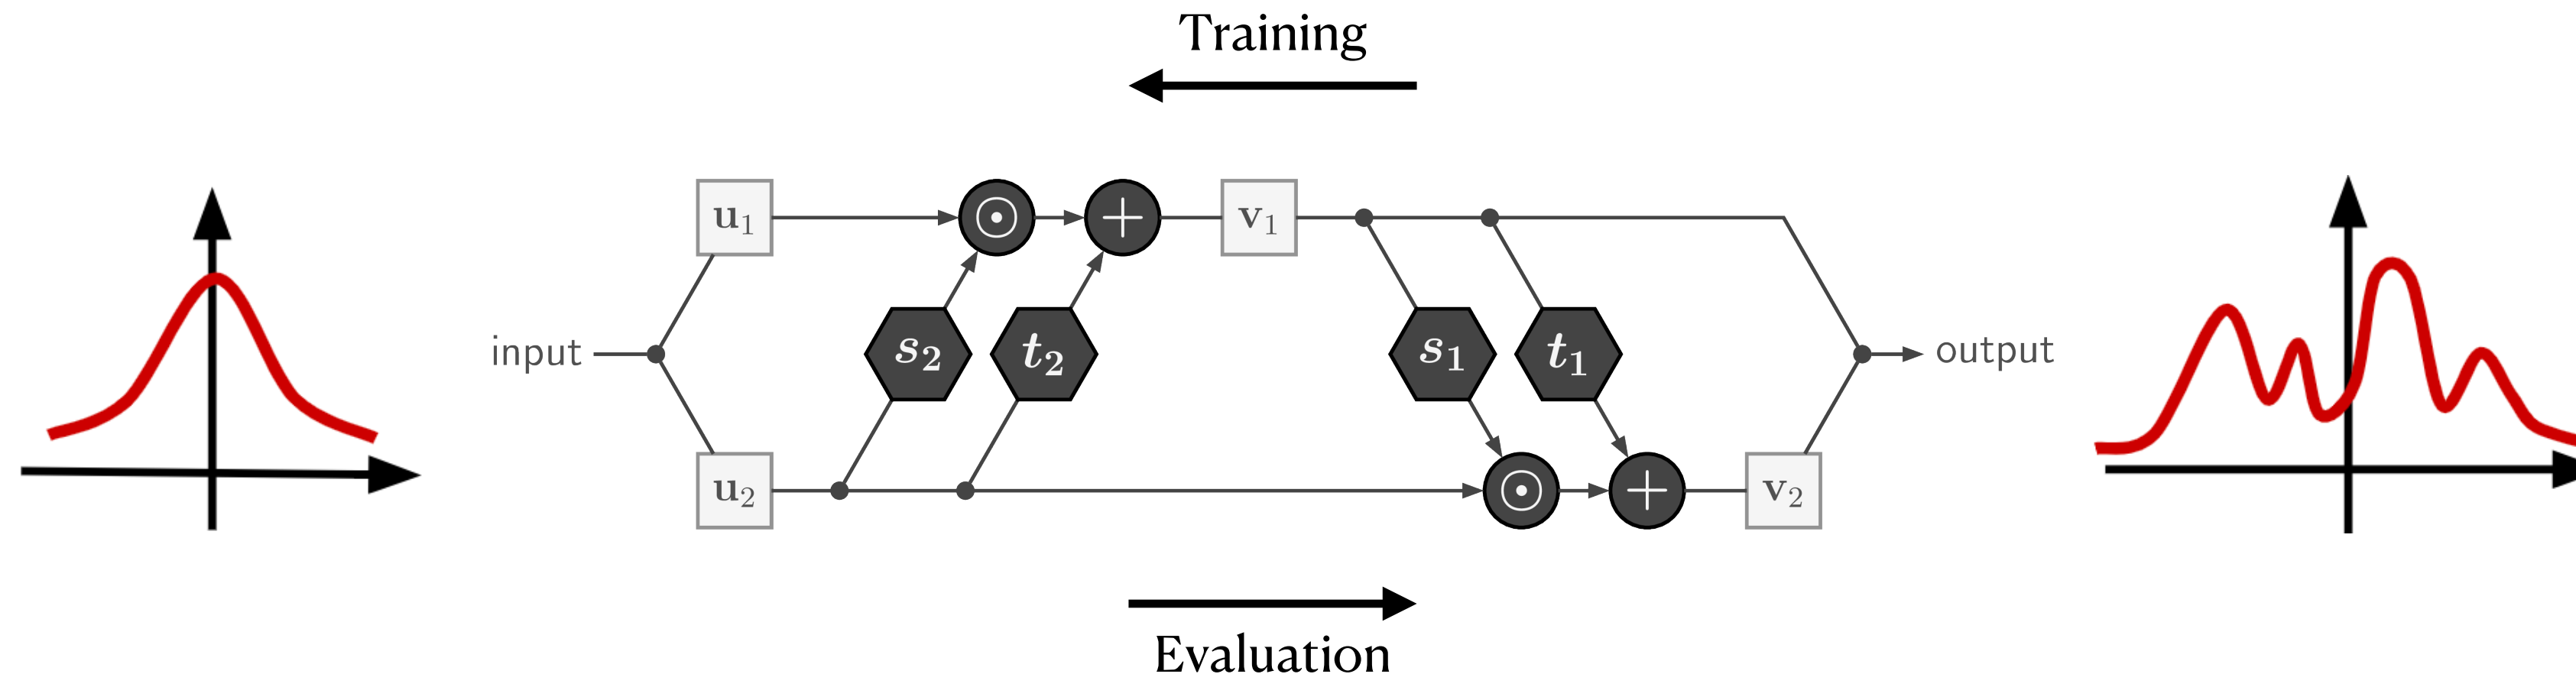 Training
u1
v1
input
s2
t2
s1
t1
output
u2
v2
Evaluation